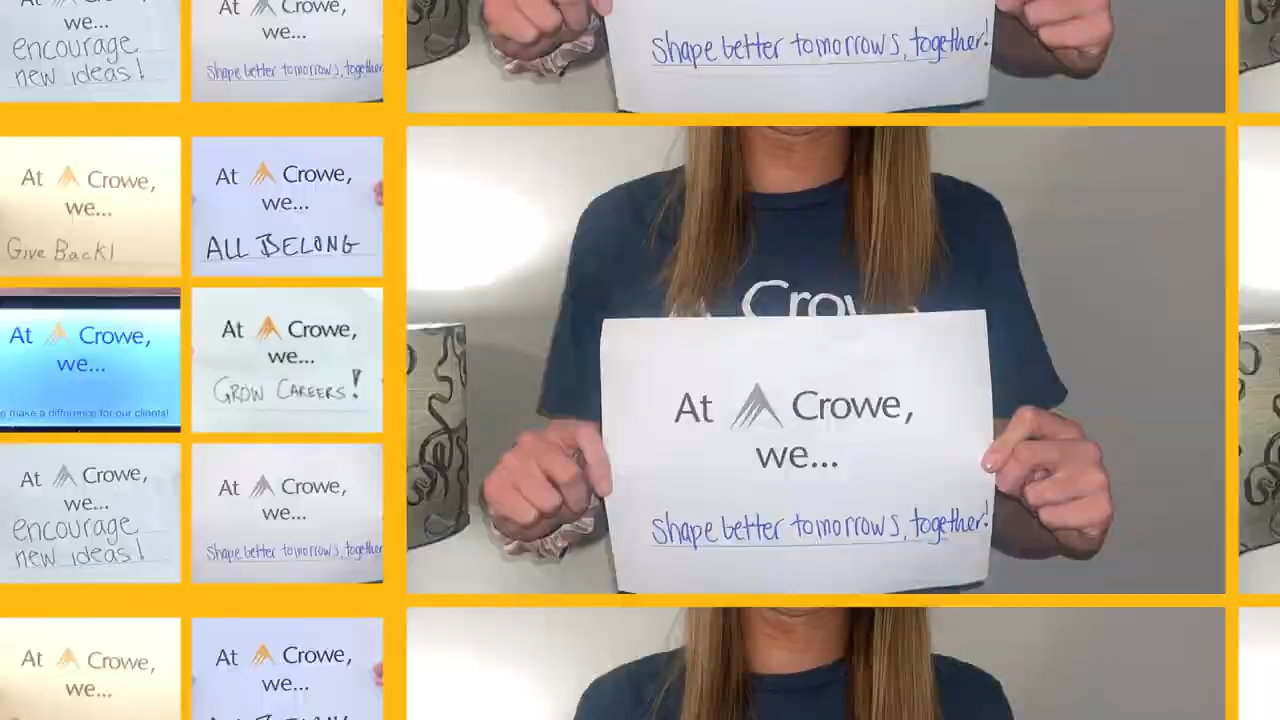 At Crowe,
we...
encourage
new ideas!
At Crowe,
we...
Shape better tomorrows, together
Shape better tomorrows, together!
At Crowe,
we...
Give Back!
At Crowe,
we...
ALL BELONG
At Crowe,
we...
make a difference for our clients!
At Crowe,
we...
GROW CAREERS!
At Crowe,
we...
encourage
new ideas!
At Crowe,
we...
Shape better tomorrows, together
At Crowe,
we...
Shape better tomorrows, together!
At Crowe,
we...
At Crowe,
we...